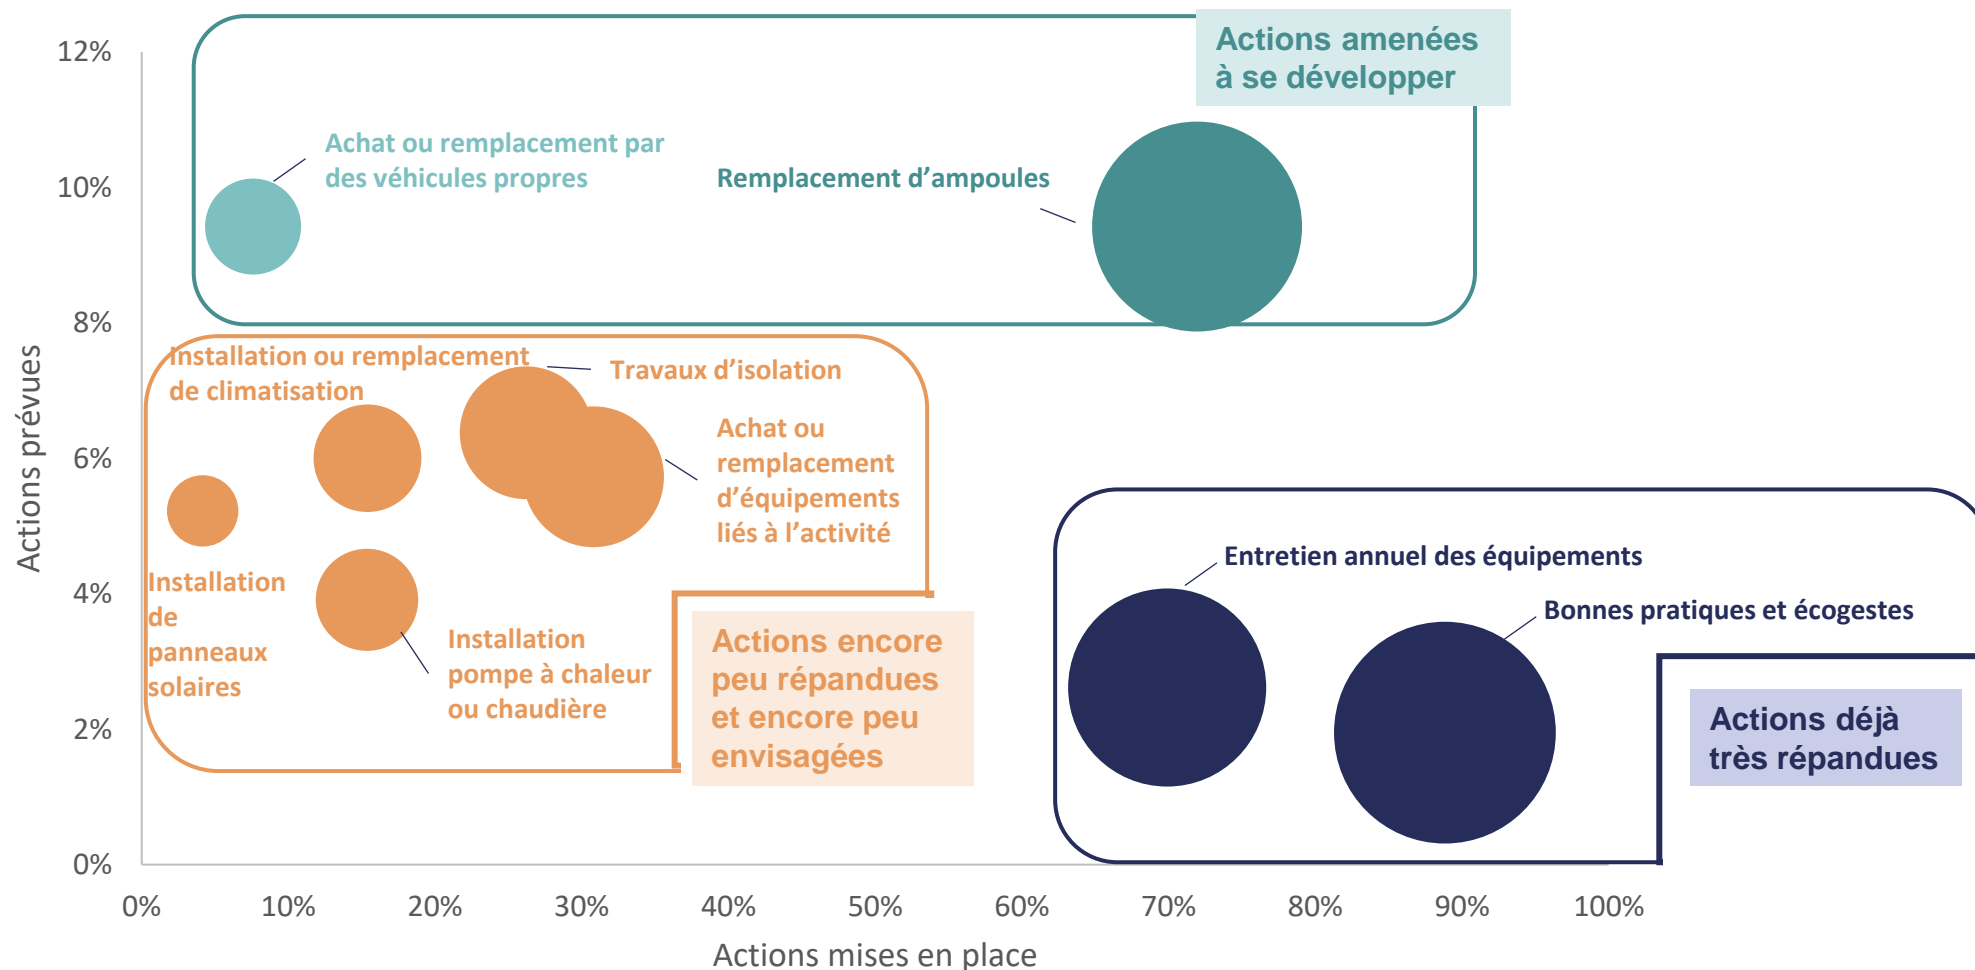 Actions amenées
à se développer
12%
10%
8%
6%
4%
2%
0%
Actions prévues
Achat ou remplacement par
des véhicules propres
Remplacement d’ampoules
Installation ou remplacement
de climatisation
Travaux d’isolation
Achat ou
remplacement
d’équipements
liés à l’activité
Installation
de
panneaux
solaires
Installation
pompe à chaleur
ou chaudière
Actions encore
peu répandues
et encore peu
envisagées
Entretien annuel des équipements
Bonnes pratiques et écogestes
Actions déjà
très répandues
0%
10%
20%
30%
40%
50%
60%
70%
80%
90%
100%
Actions mises en place